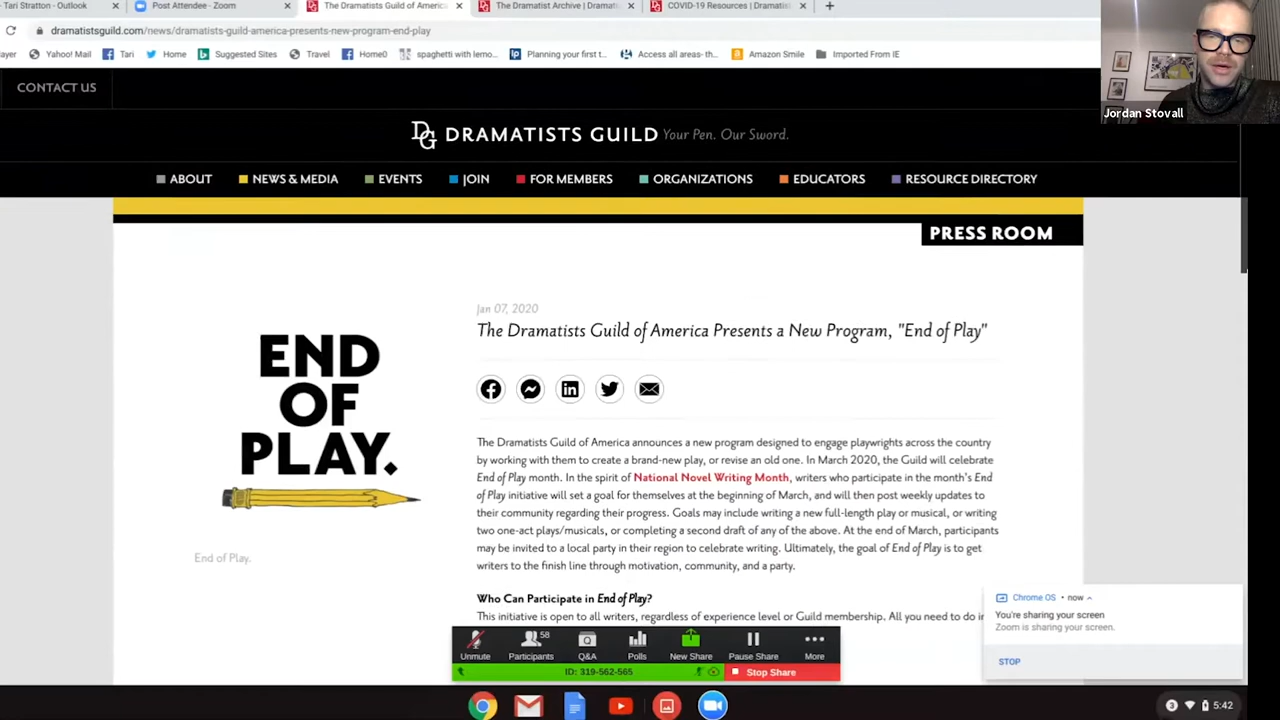 Tari Stratton - Outlook
Post Attendee - Zoom
The Dramatists Guild of America
The Dramatist Archive | Dramati
COVID-19 Resources | Dramatist
dramatistsguild.com/news/dramatists-guild-america-presents-new-program-end-play
ayer
Yahoo! Mail
Tari
Home
Suggested Sites
Travel
Home0
spaghetti with lemo...
Planning your first t...
Access all areas- th...
Amazon Smile
Imported From IE
Jordan Stovall
CONTACT US
DG DRAMATISTS GUILD Your Pen. Our Sword.
ABOUT
NEWS & MEDIA
EVENTS
JOIN
FOR MEMBERS
ORGANIZATIONS
EDUCATORS
RESOURCE DIRECTORY
PRESS ROOM
END
OF
PLAY.
End of Play.
Jan 07, 2020
The Dramatists Guild of America Presents a New Program, "End of Play"
The Dramatists Guild of America announces a new program designed to engage playwrights across the country
by working with them to create a brand-new play, or revise an old one. In March 2020, the Guild will celebrate
End of Play month. In the spirit of National Novel Writing Month, writers who participate in the month's End
of Play initiative will set a goal for themselves at the beginning of March, and will then post weekly updates to
their community regarding their progress. Goals may include writing a new full-length play or musical, or writing
two one-act plays/musicals, or completing a second draft of any of the above. At the end of March, participants
may be invited to a local party in their region to celebrate writing. Ultimately, the goal of End of Play is to get
writers to the finish line through motivation, community, and a party.
Who Can Participate in End of Play?
This initiative is open to all writers, regardless of experience level or Guild membership. All you need to do i
Chrome OS • now
You're sharing your screen
Zoom is sharing your screen.
STOP
58
Unmute
Participants
Q&A
Polls
New Share
Pause Share
More
ID: 319-562-565
Stop Share
3
5:42